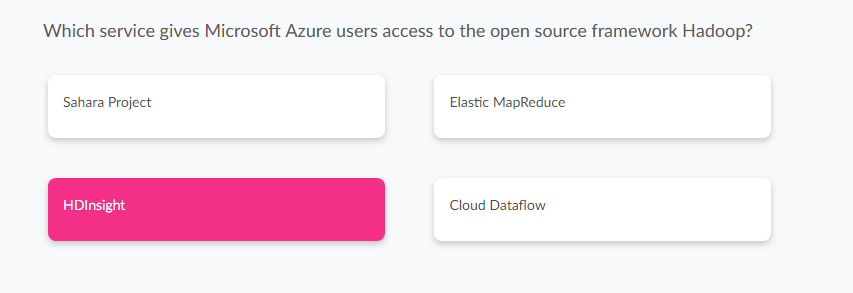 Which service gives Microsoft Azure users access to the open source framework Hadoop?
Sahara Project
Elastic MapReduce
HDInsight
Cloud Dataflow